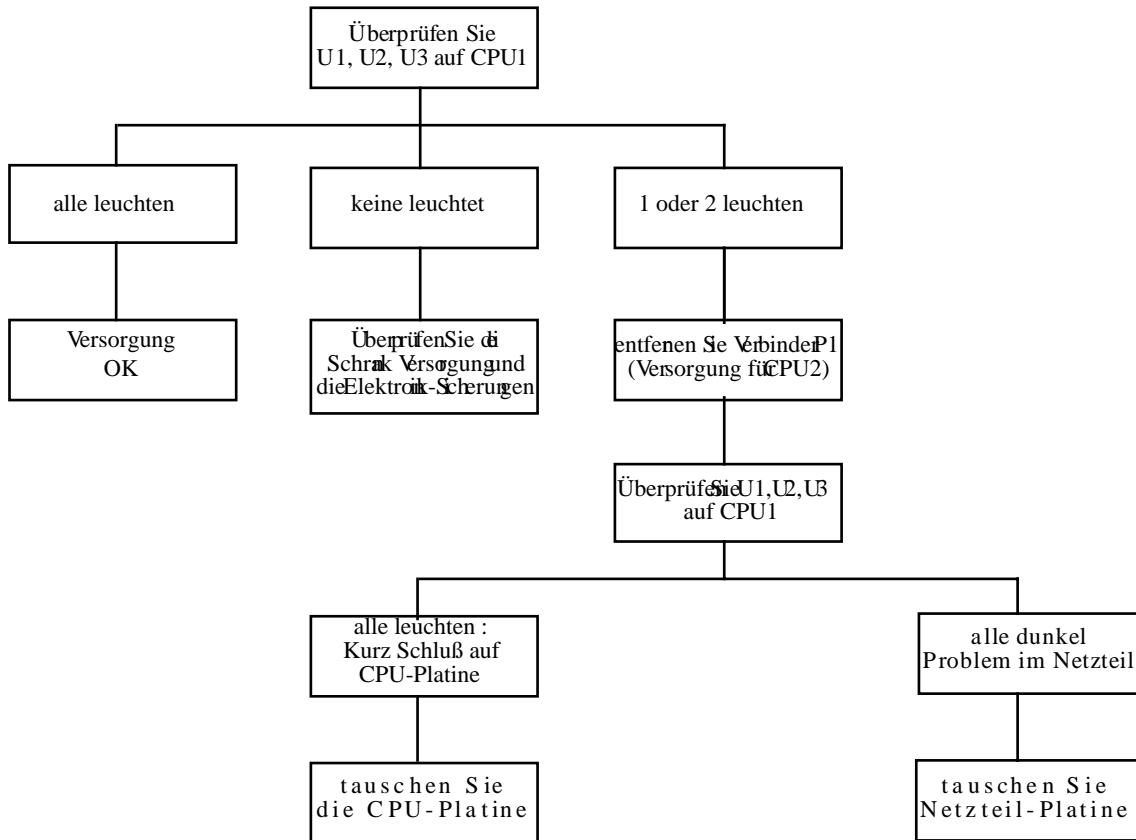 Überprüfen Sie
U1, U2, U3 auf CPU1
alle leuchten
keine leuchtet
1 oder 2 leuchten
Versorgung
OK
Überprüfen Sie die
Schrank Versorgung und
die Elektronik-Sicherungen
entfernen Sie Verbinder P1
(Versorgung für CPU2)
Überprüfen Sie U1, U2, U3
auf CPU1
alle leuchten :
Kurz Schluß auf
CPU-Platine
alle dunkel
Problem im Netzteil
tauschen Sie
die CPU-Platine
tauschen Sie
Netzteil-Platine